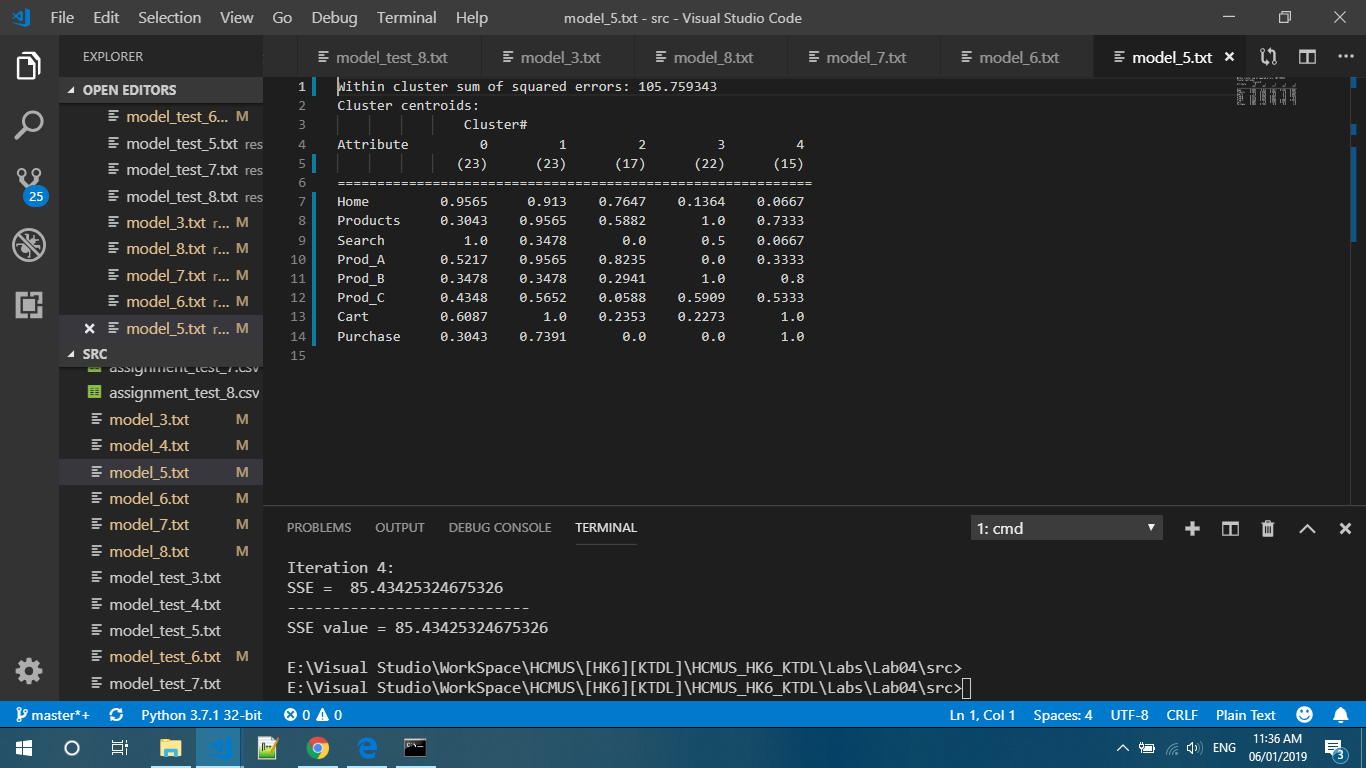 File Edit Selection View Go Debug Terminal Help model_5.txt - src - Visual Studio Code
EXPLORER
model_test_8.txt model_3.txt model_8.txt model_7.txt model_6.txt model_5.txt
OPEN EDITORS
model_test_6... M
model_test_5.txt res
model_test_7.txt res
model_test_8.txt res
model_3.txt r... M
model_8.txt r... M
model_7.txt r... M
model_6.txt r... M
model_5.txt r... M
SRC
assignment_test_7.csv
assignment_test_8.csv
model_3.txt M
model_4.txt M
model_5.txt M
model_6.txt M
model_7.txt M
model_8.txt M
model_test_3.txt
model_test_4.txt
model_test_5.txt
model_test_6.txt M
model_test_7.txt
25
1 Within cluster sum of squared errors: 105.759343
2 Cluster centroids:
3 Cluster#
4 Attribute 0 1 2 3 4
5 (23) (23) (17) (22) (15)
6 ============================================================
7 Home 0.9565 0.913 0.7647 0.1364 0.0667
8 Products 0.3043 0.9565 0.5882 1.0 0.7333
9 Search 1.0 0.3478 0.0 0.5 0.0667
10 Prod_A 0.5217 0.9565 0.8235 0.0 0.3333
11 Prod_B 0.3478 0.3478 0.2941 1.0 0.8
12 Prod_C 0.4348 0.5652 0.0588 0.5909 0.5333
13 Cart 0.6087 1.0 0.2353 0.2273 1.0
14 Purchase 0.3043 0.7391 0.0 0.0 1.0
15
PROBLEMS OUTPUT DEBUG CONSOLE TERMINAL 1: cmd
Iteration 4:
SSE =  85.43425324675326
---------------------------
SSE value = 85.43425324675326
E:\Visual Studio\WorkSpace\HCMUS\[HK6][KTDL]\HCMUS_HK6_KTDL\Labs\Lab04\src>
E:\Visual Studio\WorkSpace\HCMUS\[HK6][KTDL]\HCMUS_HK6_KTDL\Labs\Lab04\src>
master*+ Python 3.7.1 32-bit 0 0 Ln 1, Col 1 Spaces: 4 UTF-8 CRLF Plain Text
ENG 11:36 AM
06/01/2019 3